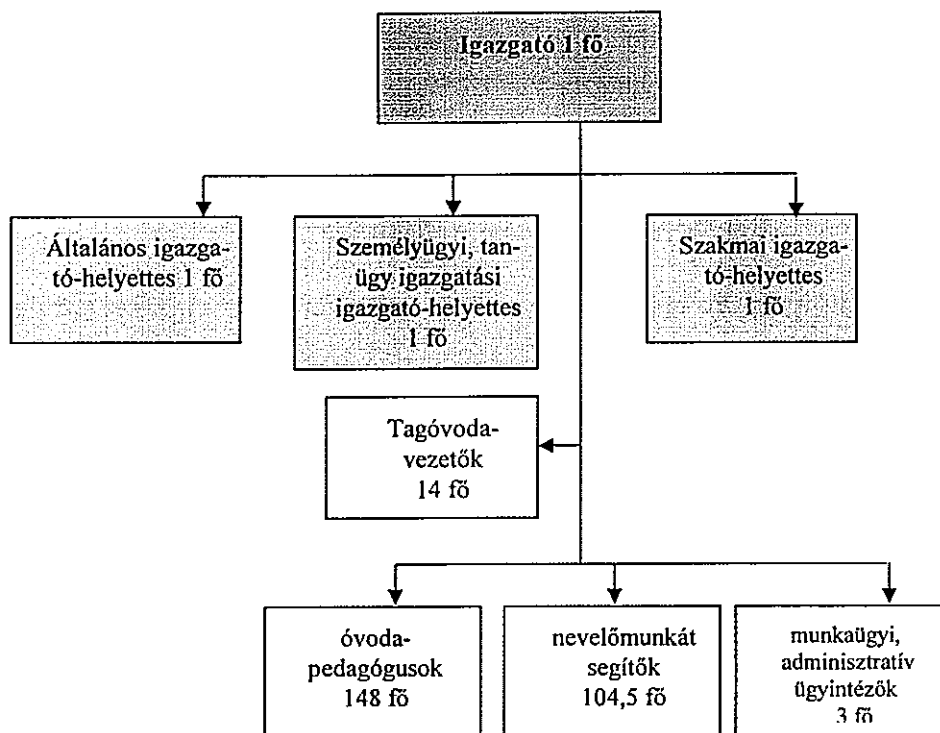 Igazgató 1 fő
Általános igazga-
tó-helyettes 1 fő
Személyügyi, tan-
ügy igazgatási
igazgató-helyettes
1 fő
Szakmai igazga-
tó-helyettes
1 fő
Tagóvoda-
vezetők
14 fő
óvoda-
pedagógusok
148 fő
nevelőmunkát
segítők
104,5 fő
munkaügyi,
adminisztratív
ügyintézők
3 fő